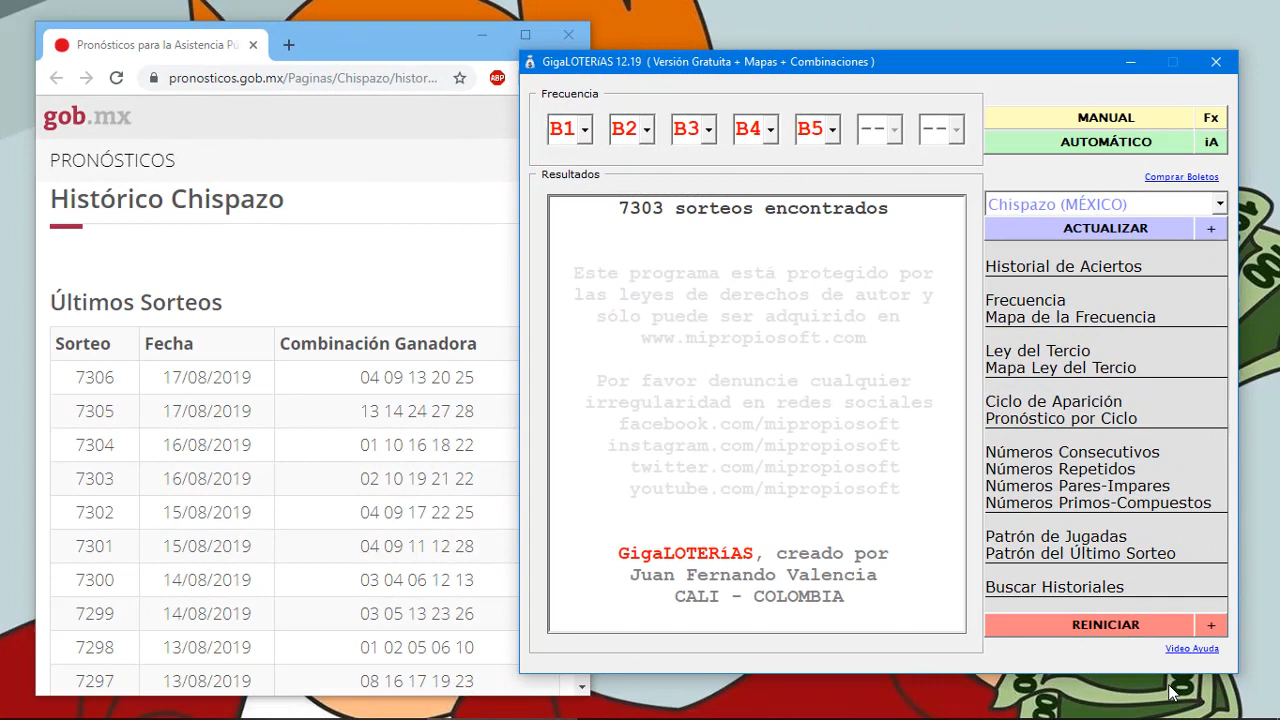 Pronósticos para la Asistencia Pú
pronosticos.gob.mx/Paginas/Chispazo/histor...
ABP
gob.mx
PRONÓSTICOS
Histórico Chispazo
Últimos Sorteos
Sorteo Fecha Combinación Ganadora
7306 17/08/2019 04 09 13 20 25
7305 17/08/2019 13 14 24 27 28
7304 16/08/2019 01 10 16 18 22
7303 16/08/2019 02 10 19 21 22
7302 15/08/2019 04 09 17 22 25
7301 15/08/2019 04 09 11 12 28
7300 14/08/2019 03 04 06 12 13
7299 14/08/2019 03 05 13 23 26
7298 13/08/2019 01 02 05 06 10
7297 13/08/2019 08 16 17 19 23
GigaLOTERíAS 12.19 ( Versión Gratuita + Mapas + Combinaciones )
Frecuencia
B1 B2 B3 B4 B5 -- --
Resultados
7303 sorteos encontrados
Este programa está protegido por
las leyes de derechos de autor y
sólo puede ser adquirido en
www.mipropiosoft.com
Por favor denuncie cualquier
irregularidad en redes sociales
facebook.com/mipropiosoft
instagram.com/mipropiosoft
twitter.com/mipropiosoft
youtube.com/mipropiosoft
GigaLOTERíAS, creado por
Juan Fernando Valencia
CALI - COLOMBIA
MANUAL Fx
AUTOMÁTICO iA
Comprar Boletos
Chispazo (MÉXICO)
ACTUALIZAR +
Historial de Aciertos
Frecuencia
Mapa de la Frecuencia
Ley del Tercio
Mapa Ley del Tercio
Ciclo de Aparición
Pronóstico por Ciclo
Números Consecutivos
Números Repetidos
Números Pares-Impares
Números Primos-Compuestos
Patrón de Jugadas
Patrón del Último Sorteo
Buscar Historiales
REINICIAR +
Video Ayuda